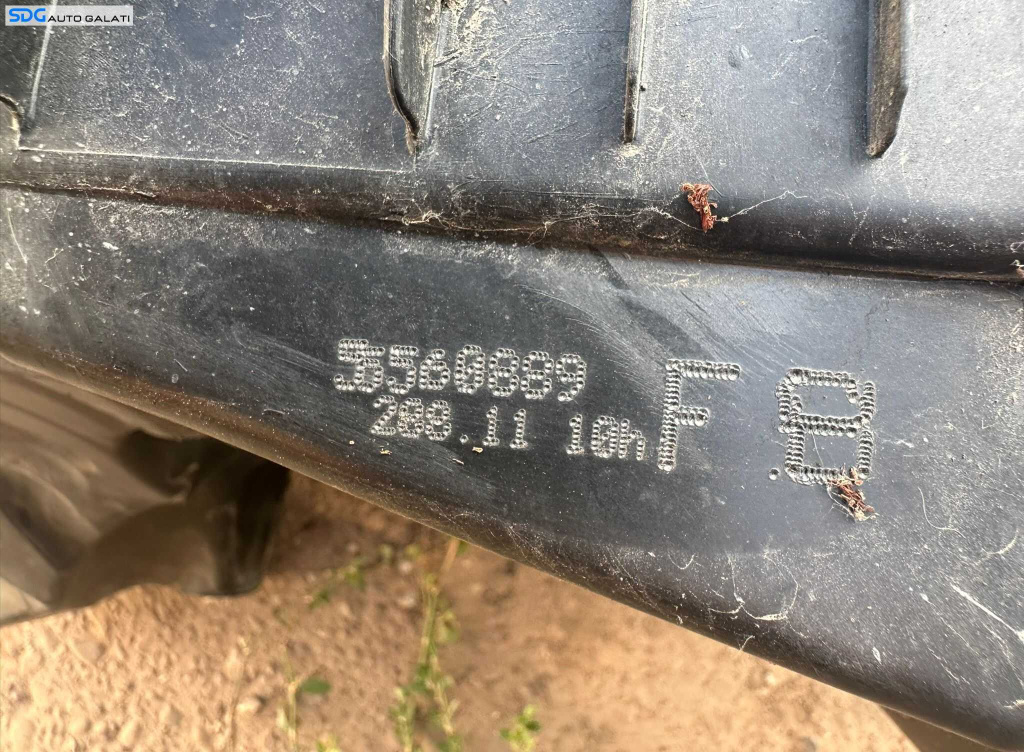 SDG AUTO GALATI
55560889
288.11 10h
F 8